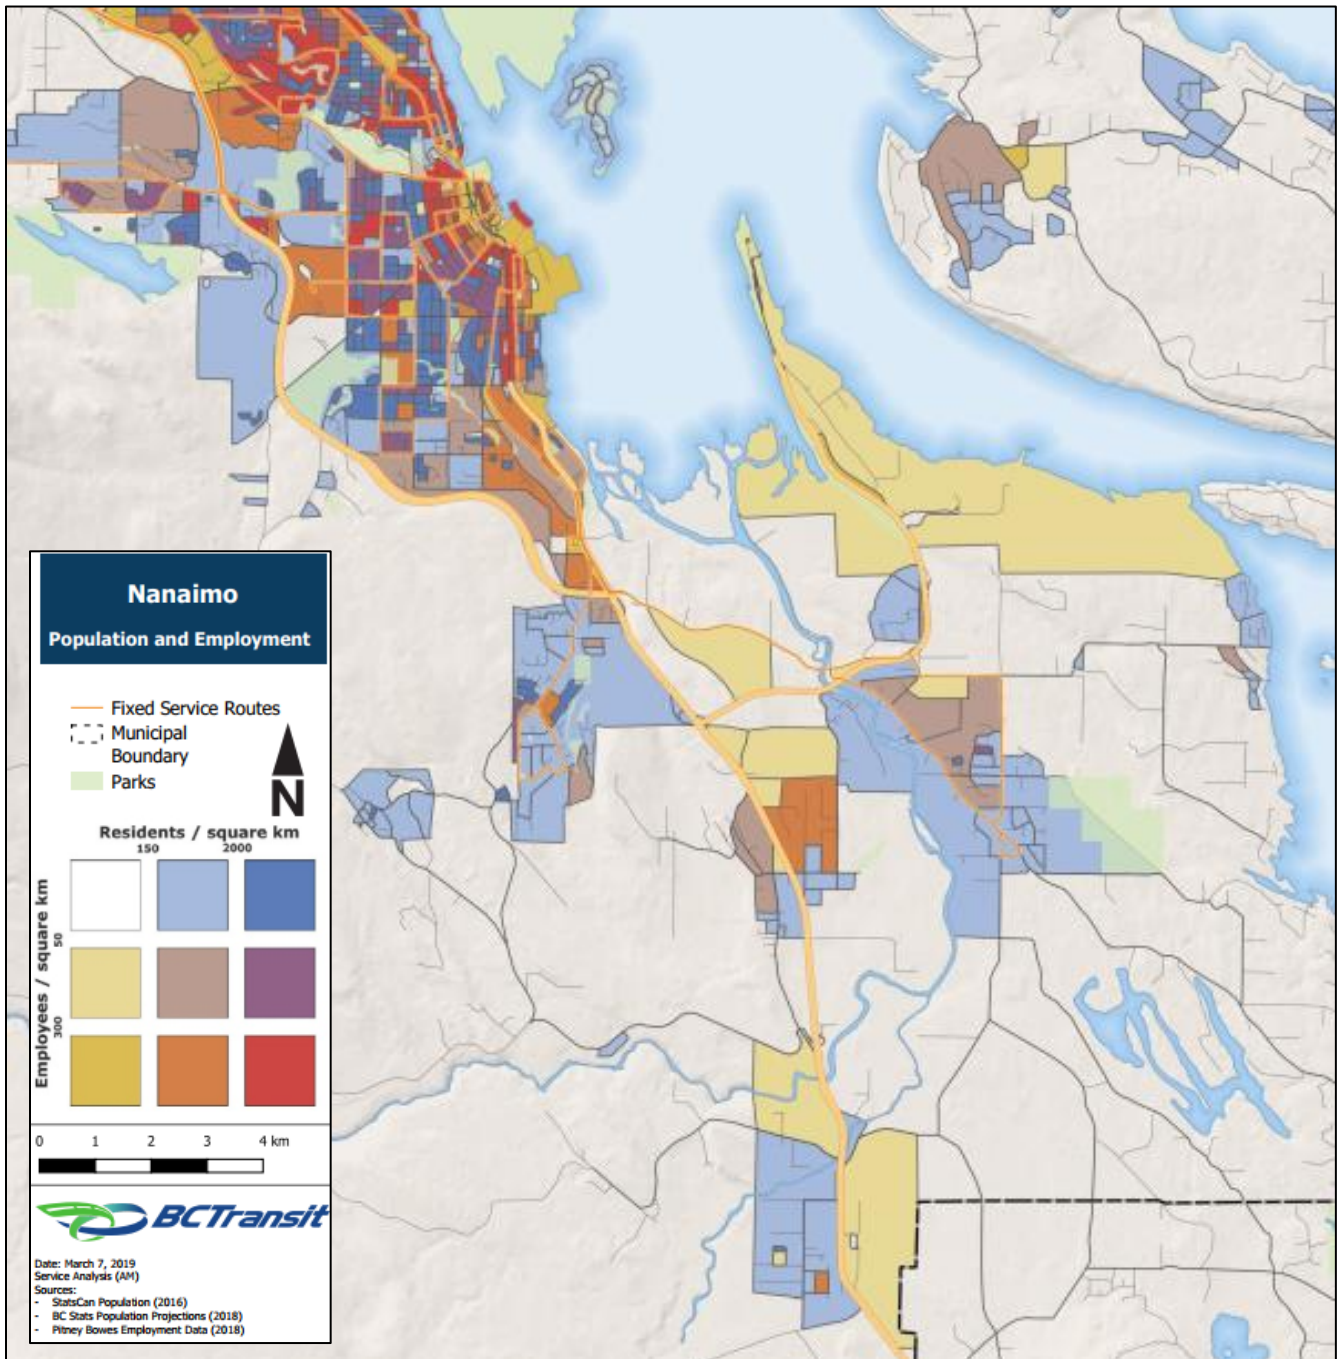 Nanaimo
Population and Employment
Fixed Service Routes
Municipal
Boundary
Parks
N
Residents / square km
150 2000
Employees / square km
50
300
0 1 2 3 4 km
BCTransit
Date: March 7, 2019
Service Analysis (AM)
Sources:
- StatsCan Population (2016)
- BC Stats Population Projections (2018)
- Pitney Bowes Employment Data (2018)